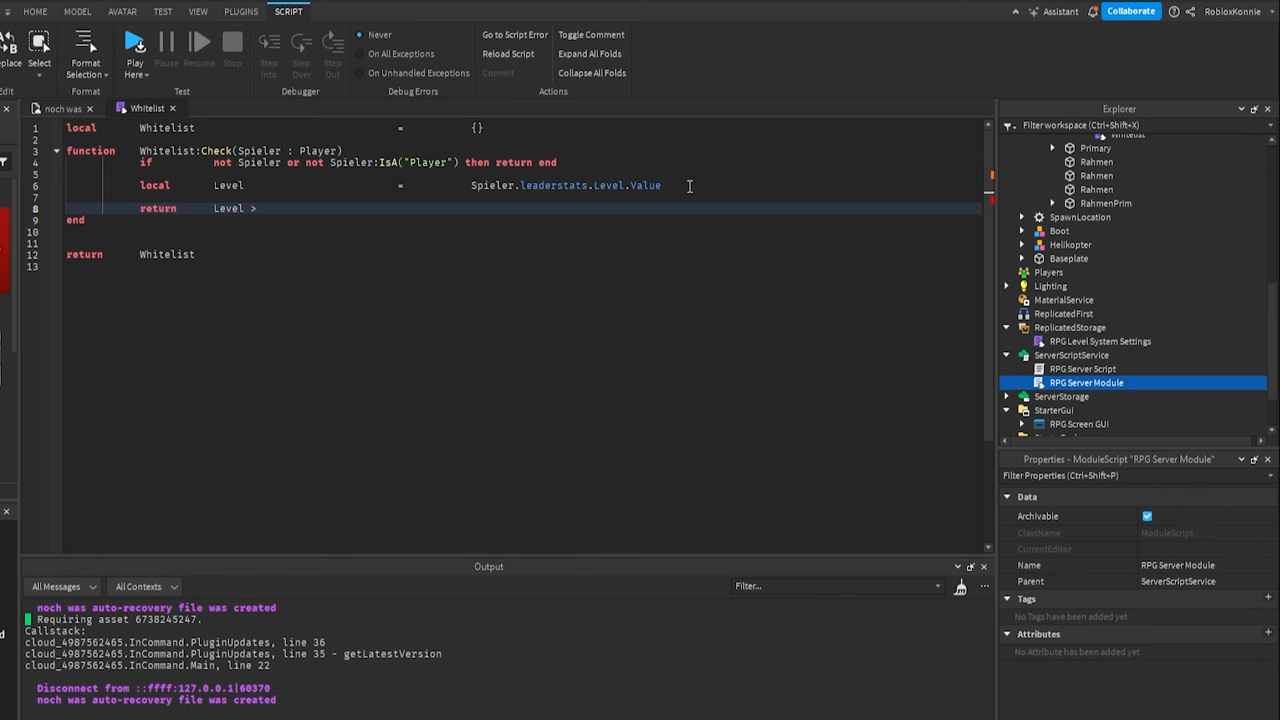 HOME MODEL AVATAR TEST VIEW PLUGINS SCRIPT Assistant Collaborate RobloxKonnie
Select Format Selection Play Here Pause Resume Stop Step Into Step Over Step Out
Never
On All Exceptions
On Unhandled Exceptions
Go to Script Error
Reload Script
Commit
Toggle Comment
Expand All Folds
Collapse All Folds
Format Test Debugger Debug Errors Actions
noch was Whitelist
1 local Whitelist = {}
2
3 function Whitelist:Check(Spieler : Player)
4 if not Spieler or not Spieler:IsA("Player") then return end
5
6 local Level = Spieler.leaderstats.Level.Value
7
8 return Level >
9 end
10
11
12 return Whitelist
13
Explorer
Filter workspace (Ctrl+Shift+X)
Whitelist
Primary
Rahmen
Rahmen
Rahmen
RahmenPrim
SpawnLocation
Boot
Helikopter
Baseplate
Players
Lighting
MaterialService
ReplicatedFirst
ReplicatedStorage
RPG Level System Settings
ServerScriptService
RPG Server Script
RPG Server Module
ServerStorage
StarterGui
RPG Screen GUI
Properties - ModuleScript "RPG Server Module"
Filter Properties (Ctrl+Shift+P)
Data
Archivable
ClassName ModuleScript
CurrentEditor
Name RPG Server Module
Parent ServerScriptService
Tags
No Tags have been added yet
Attributes
No Attribute has been added yet
Output
All Messages All Contexts Filter...
noch was auto-recovery file was created
Requiring asset 6738245247.
Callstack:
cloud_4987562465.InCommand.PluginUpdates, line 36
cloud_4987562465.InCommand.PluginUpdates, line 35 - getLatestVersion
cloud_4987562465.InCommand.Main, line 22
Disconnect from ::ffff:127.0.0.1|60370
noch was auto-recovery file was created